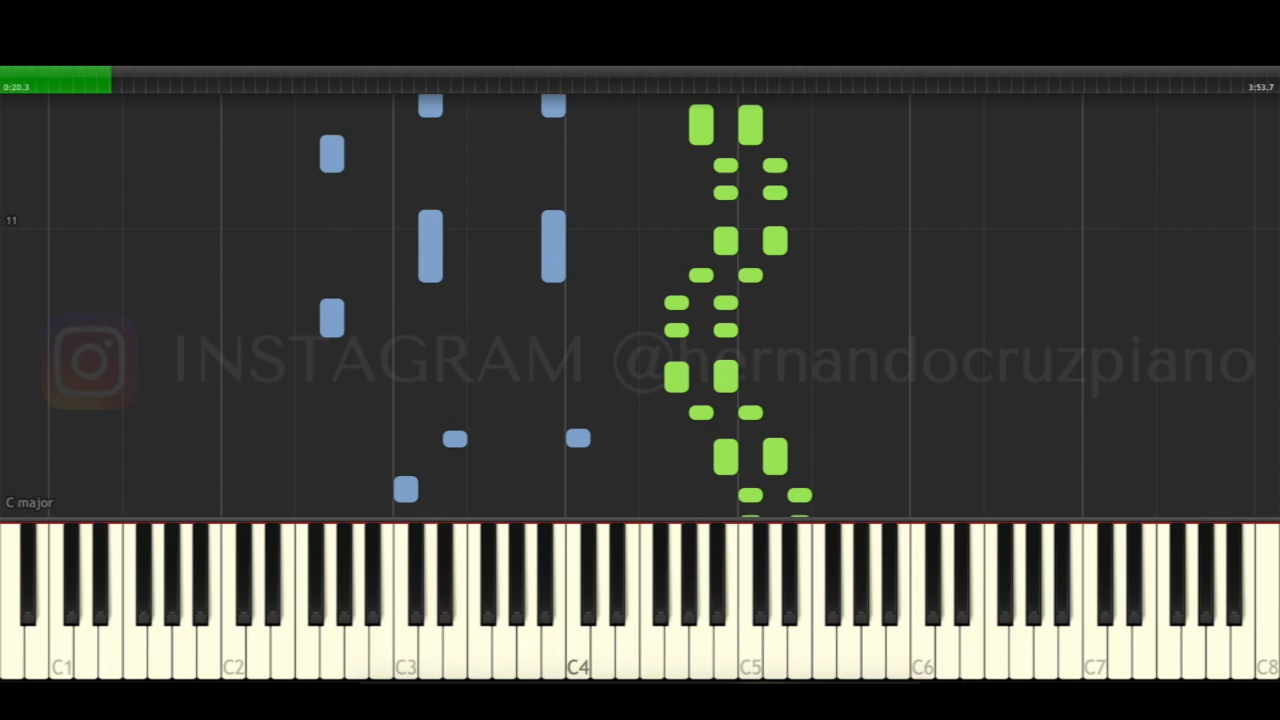 0:20.3
3:53.7
11
INSTAGRAM @hernandocruzpiano
C major
C1 C2 C3 C4 C5 C6 C7 C8